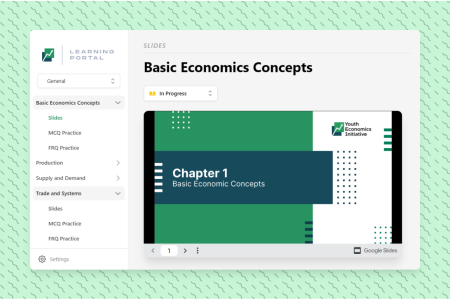 LEARNING
PORTAL
General
Basic Economics Concepts
Slides
MCQ Practice
FRQ Practice
Production
Supply and Demand
Trade and Systems
Slides
MCQ Practice
FRQ Practice
Settings
SLIDES
Basic Economics Concepts
In Progress
Youth
Economics
Initiative
Chapter 1
Basic Economic Concepts
1
Google Slides